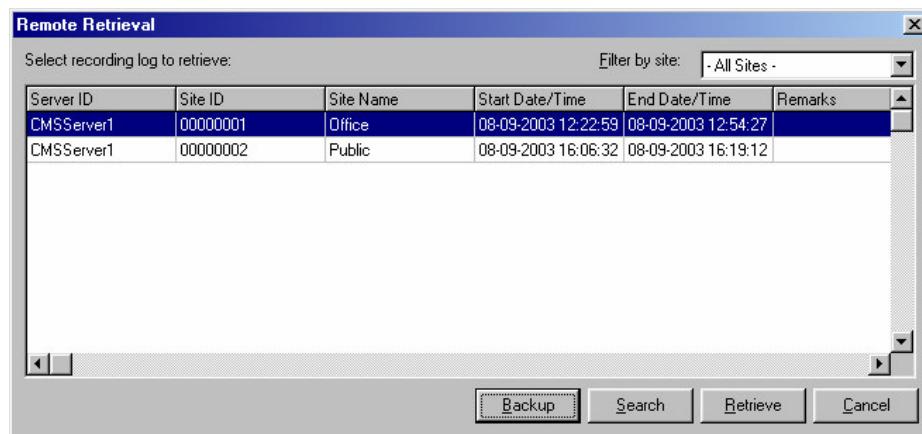 Remote Retrieval
Select recording log to retrieve: Filter by site: - All Sites -
Server ID Site ID Site Name Start Date/Time End Date/Time Remarks
CMSServer1 00000001 Office 08-09-2003 12:22:59 08-09-2003 12:54:27
CMSServer1 00000002 Public 08-09-2003 16:06:32 08-09-2003 16:19:12
Backup Search Retrieve Cancel